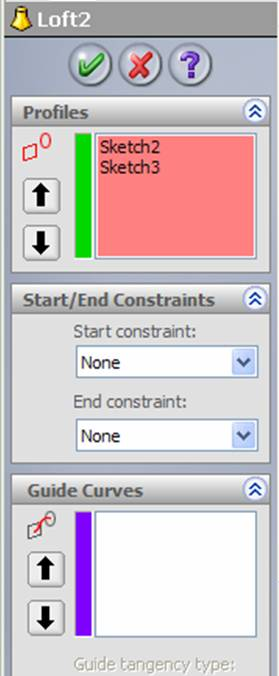 Loft2
?
Profiles
Sketch2
Sketch3
Start/End Constraints
Start constraint:
None
End constraint:
None
Guide Curves
Guide tangency type: